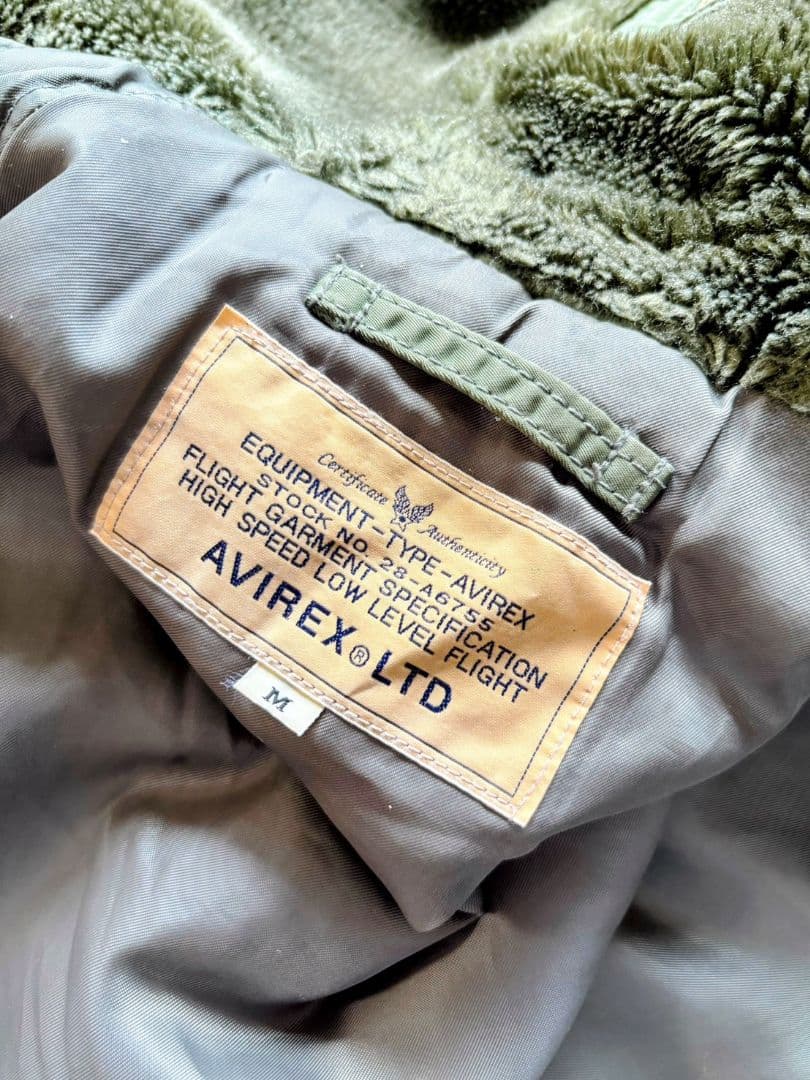 Certificate Authenticity
EQUIPMENT-TYPE-AVIREX
STOCK NO. 28-A6755
FLIGHT GARMENT SPECIFICATION
HIGH SPEED LOW LEVEL FLIGHT
AVIREX® LTD
M